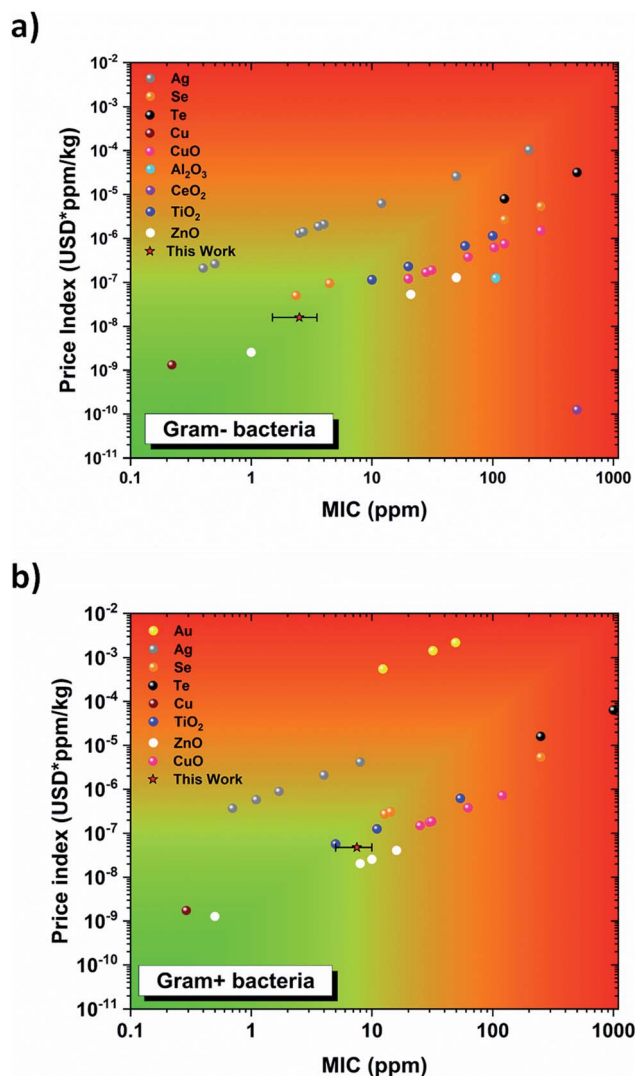 a)
10⁻²
10⁻³
10⁻⁴
10⁻⁵
10⁻⁶
10⁻⁷
10⁻⁸
10⁻⁹
10⁻¹⁰
10⁻¹¹
Price Index (USD*ppm/kg)
Ag
Se
Te
Cu
CuO
Al₂O₃
CeO₂
TiO₂
ZnO
This Work
Gram- bacteria
0.1 1 10 100 1000
MIC (ppm)
b)
10⁻²
10⁻³
10⁻⁴
10⁻⁵
10⁻⁶
10⁻⁷
10⁻⁸
10⁻⁹
10⁻¹⁰
10⁻¹¹
Price index (USD*ppm/kg)
Au
Ag
Se
Te
Cu
TiO₂
ZnO
CuO
This Work
Gram+ bacteria
0.1 1 10 100 1000
MIC (ppm)